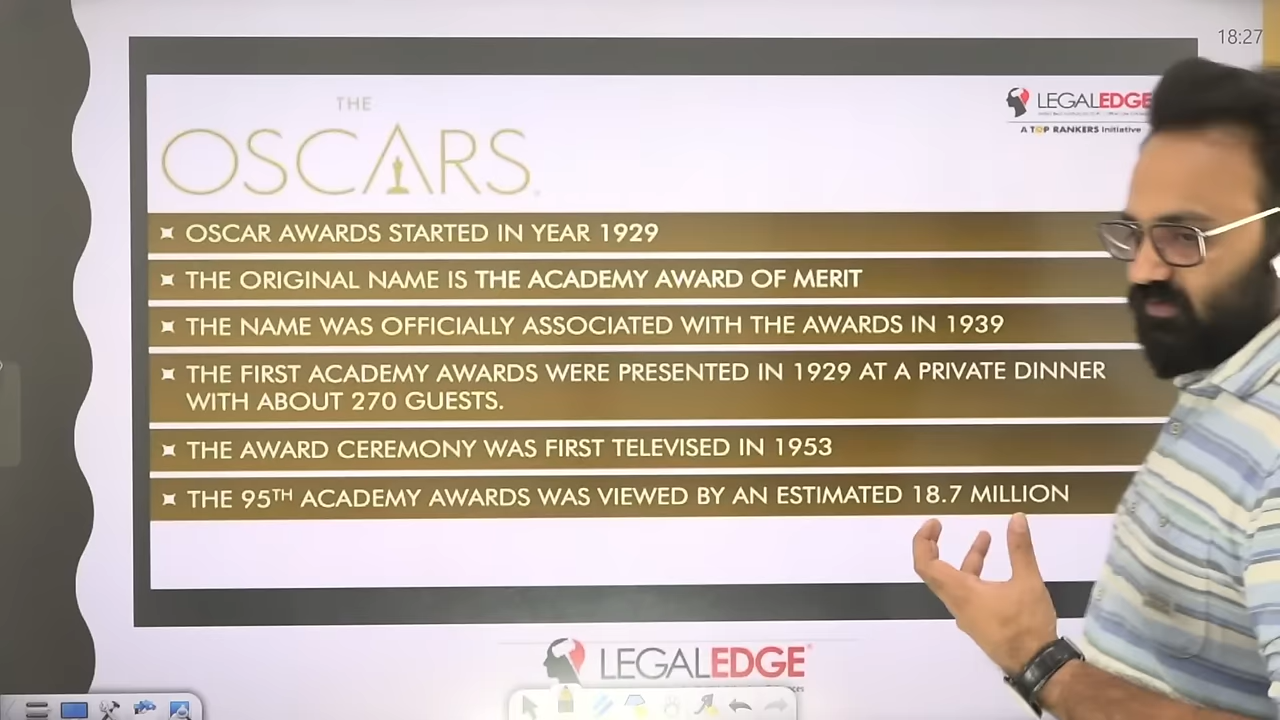 18:27
THE
OSCARS
LEGALEDGE
A TOP RANKERS Initiative
OSCAR AWARDS STARTED IN YEAR 1929
THE ORIGINAL NAME IS THE ACADEMY AWARD OF MERIT
THE NAME WAS OFFICIALLY ASSOCIATED WITH THE AWARDS IN 1939
THE FIRST ACADEMY AWARDS WERE PRESENTED IN 1929 AT A PRIVATE DINNER
WITH ABOUT 270 GUESTS.
THE AWARD CEREMONY WAS FIRST TELEVISED IN 1953
THE 95TH ACADEMY AWARDS WAS VIEWED BY AN ESTIMATED 18.7 MILLION
LEGALEDGE